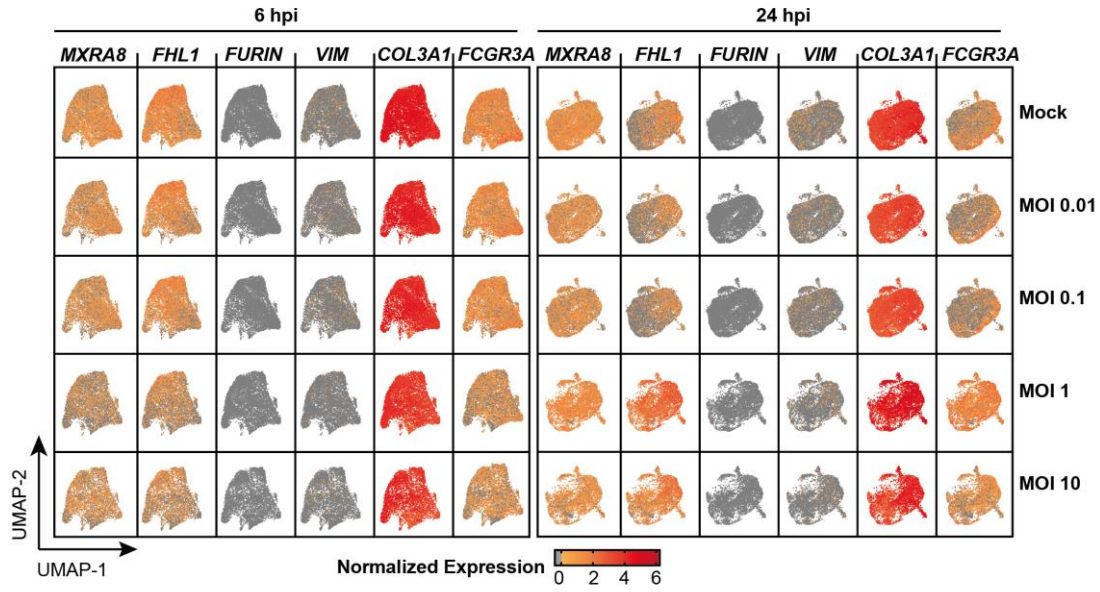 6 hpi 24 hpi
MXRA8 FHL1 FURIN VIM COL3A1 FCGR3A MXRA8 FHL1 FURIN VIM COL3A1 FCGR3A
Mock
MOI 0.01
MOI 0.1
MOI 1
MOI 10
UMAP-2
UMAP-1
Normalized Expression
0 2 4 6